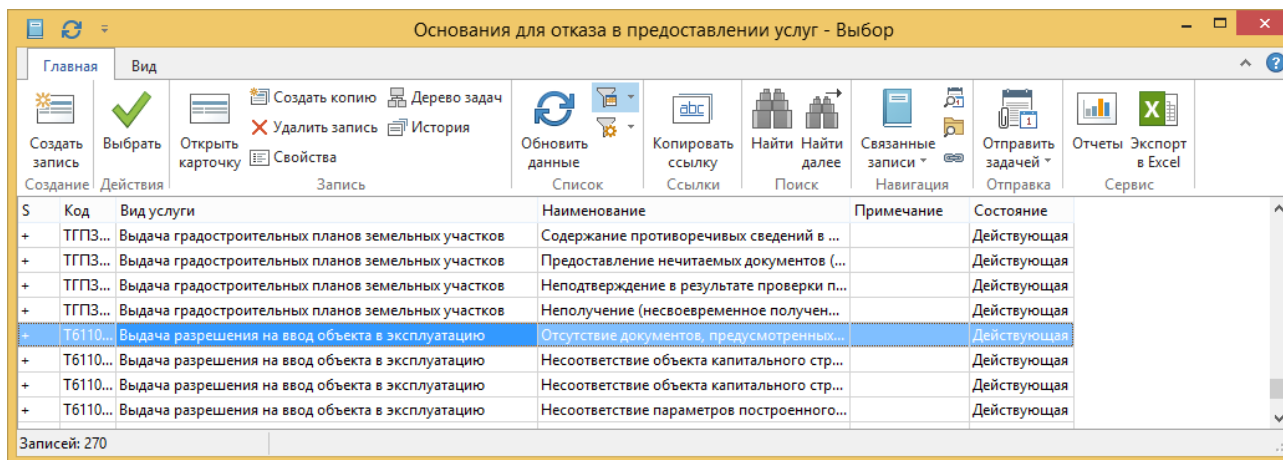 Основания для отказа в предоставлении услуг - Выбор
Главная Вид
Создать запись
Выбрать
Открыть карточку
Создать копию Дерево задач
Удалить запись История
Свойства
Обновить данные
abc
Копировать ссылку
Найти Найти далее
Связанные записи
1
Отправить задачей
Отчеты Экспорт в Excel
Создание Действия Запись Список Ссылки Поиск Навигация Отправка Сервис
S Код Вид услуги Наименование Примечание Состояние
+ ТГПЗ... Выдача градостроительных планов земельных участков Содержание противоречивых сведений в ... Действующая
+ ТГПЗ... Выдача градостроительных планов земельных участков Предоставление нечитаемых документов (... Действующая
+ ТГПЗ... Выдача градостроительных планов земельных участков Неподтверждение в результате проверки п... Действующая
+ ТГПЗ... Выдача градостроительных планов земельных участков Неполучение (несвоевременное получен... Действующая
+ Т6110... Выдача разрешения на ввод объекта в эксплуатацию Отсутствие документов, предусмотренных... Действующая
+ Т6110... Выдача разрешения на ввод объекта в эксплуатацию Несоответствие объекта капитального стр... Действующая
+ Т6110... Выдача разрешения на ввод объекта в эксплуатацию Несоответствие объекта капитального стр... Действующая
+ Т6110... Выдача разрешения на ввод объекта в эксплуатацию Несоответствие параметров построенного... Действующая
Записей: 270